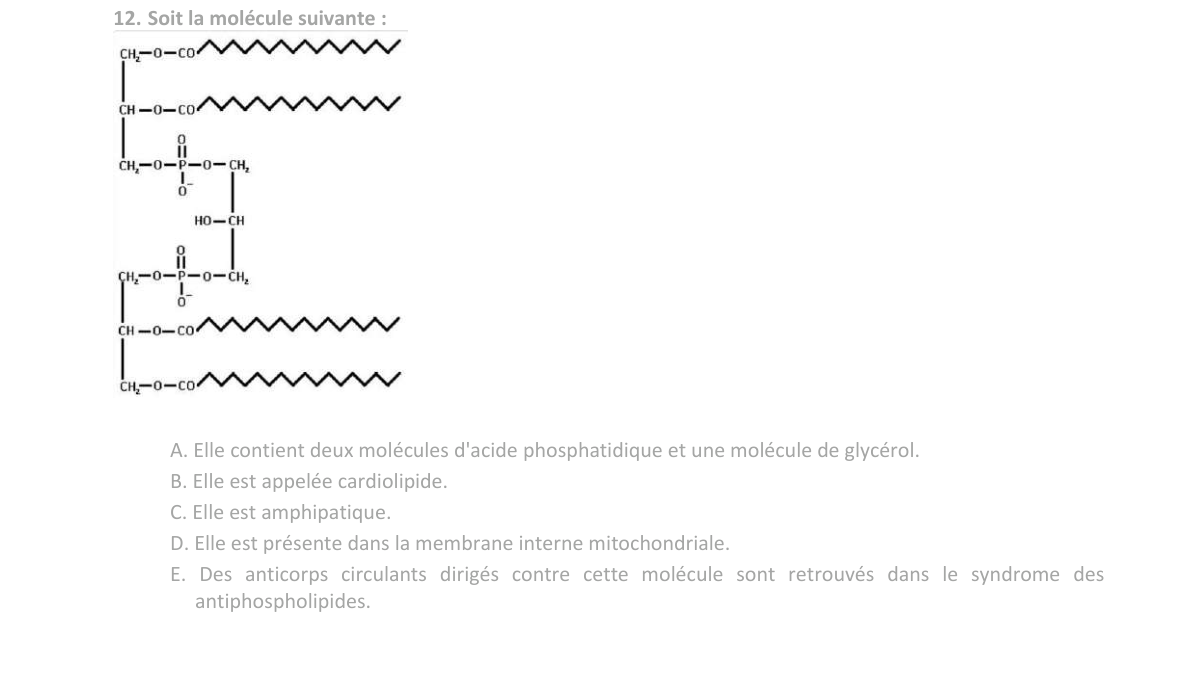 12. Soit la molécule suivante :
CH₂—O—CO
CH—O—CO
O
CH₂—O—P—O—CH₂
O⁻
HO—CH
O
CH₂—O—P—O—CH₂
O⁻
CH—O—CO
CH₂—O—CO
A. Elle contient deux molécules d'acide phosphatidique et une molécule de glycérol.
B. Elle est appelée cardiolipide.
C. Elle est amphipatique.
D. Elle est présente dans la membrane interne mitochondriale.
E. Des anticorps circulants dirigés contre cette molécule sont retrouvés dans le syndrome des
antiphospholipides.